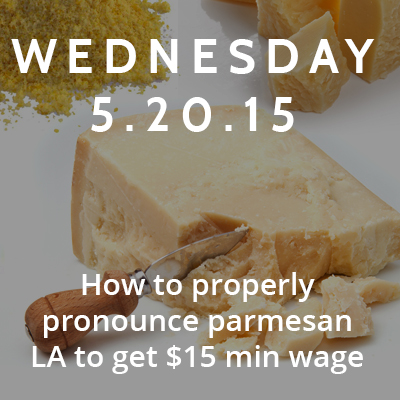 WEDNESDAY
5.20.15
How to properly
pronounce parmesan
LA to get $15 min wage